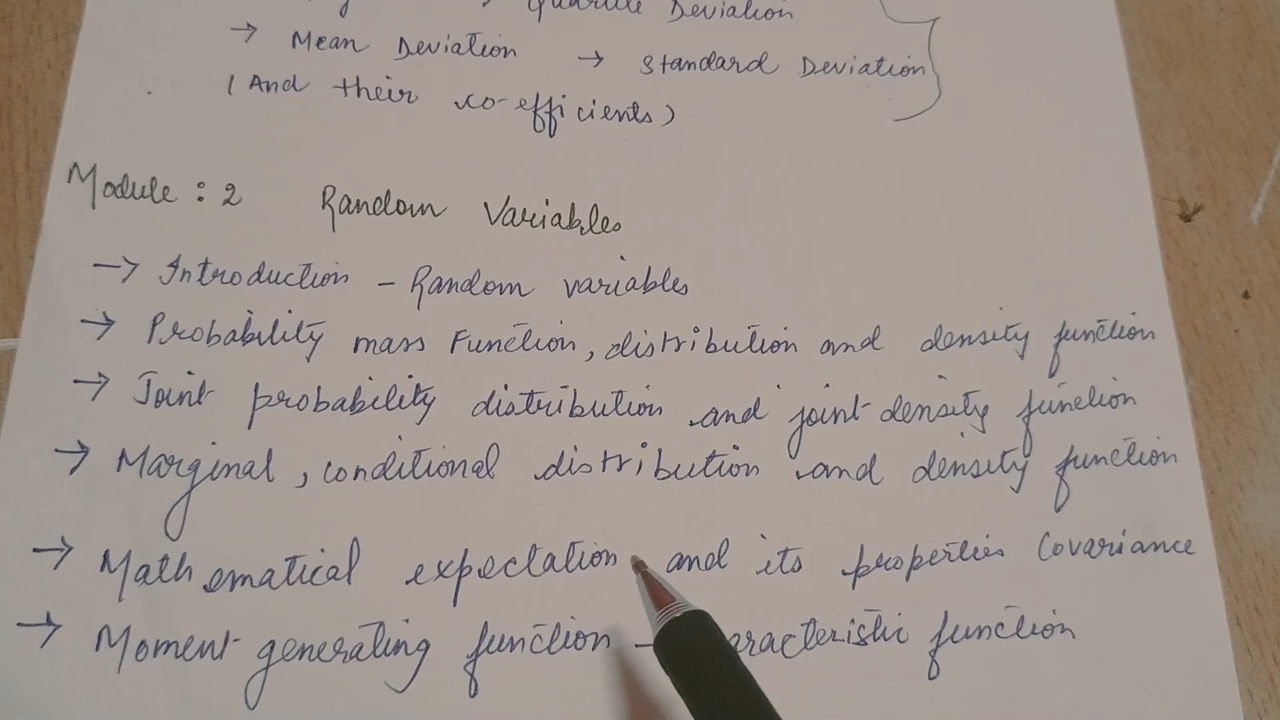 Deviation
→ Mean Deviation → Standard Deviation
(And their co-efficients)
Module : 2 Random Variables
→ Introduction - Random variables
→ Probability mass Function, distribution and density function
→ Joint probability distribution and joint density function
→ Marginal, conditional distribution and density function
→ Mathematical expectation and its properties Covariance
→ Moment generating function - function